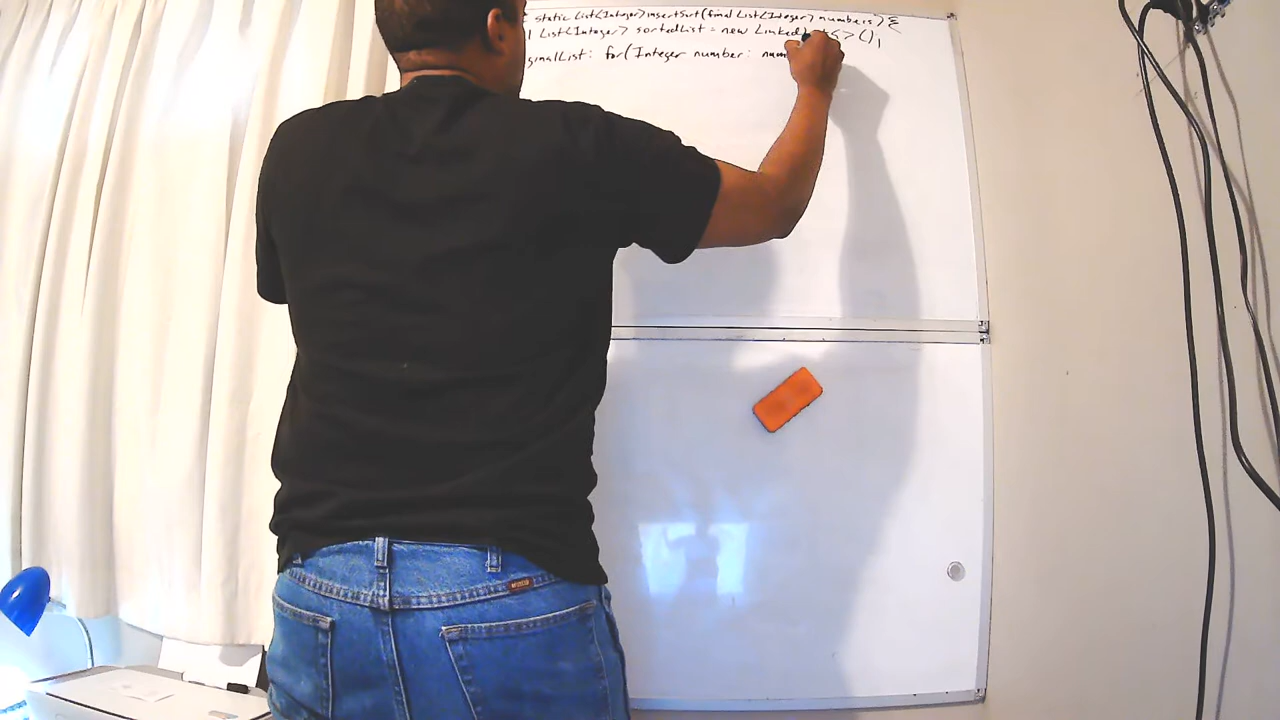 static List<Integer> insertSort(final List<Integer> numbers) {
List<Integer> sortedList = new Linked <>();
ginalList: for(Integer number: num